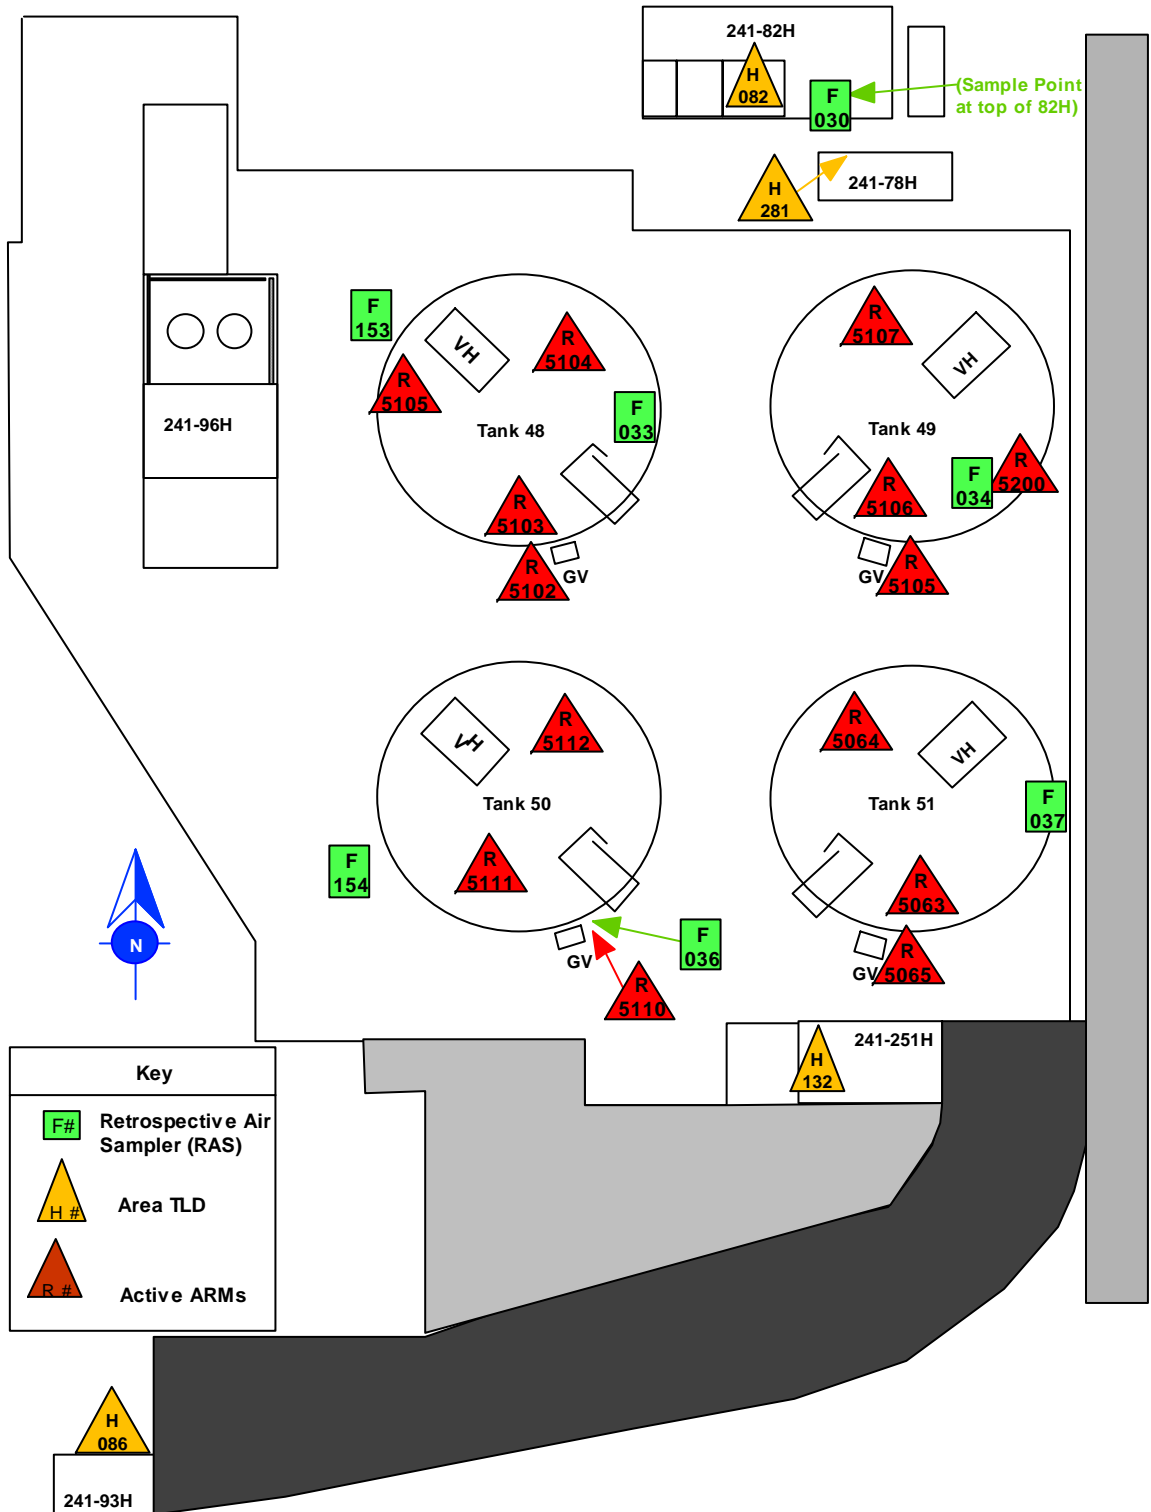 241-82H
H
082
F
030
(Sample Point
at top of 82H)
H
281
241-78H
F
153
VH
R
5104
R
5105
F
033
Tank 48
R
5103
R
5102
GV
R
5107
VH
Tank 49
R
5106
F
034
R
5200
GV
R
5105
241-96H
VH
R
5112
Tank 50
R
5111
F
154
GV
F
036
R
5110
R
5064
VH
Tank 51
F
037
R
5063
GV
R
5065
N
241-251H
H
132
Key
F#
Retrospective Air
Sampler (RAS)
H #
Area TLD
R #
Active ARMs
H
086
241-93H